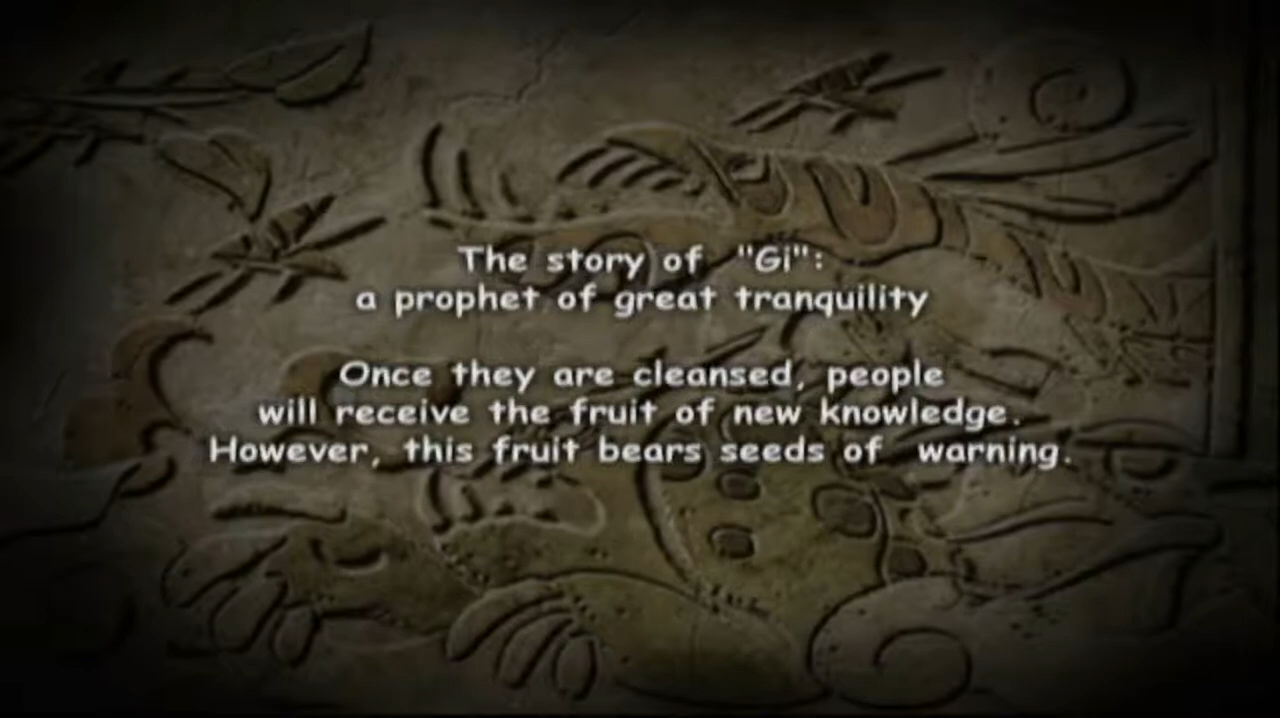 The story of "Gi":
a prophet of great tranquility
Once they are cleansed, people
will receive the fruit of new knowledge.
However, this fruit bears seeds of warning.